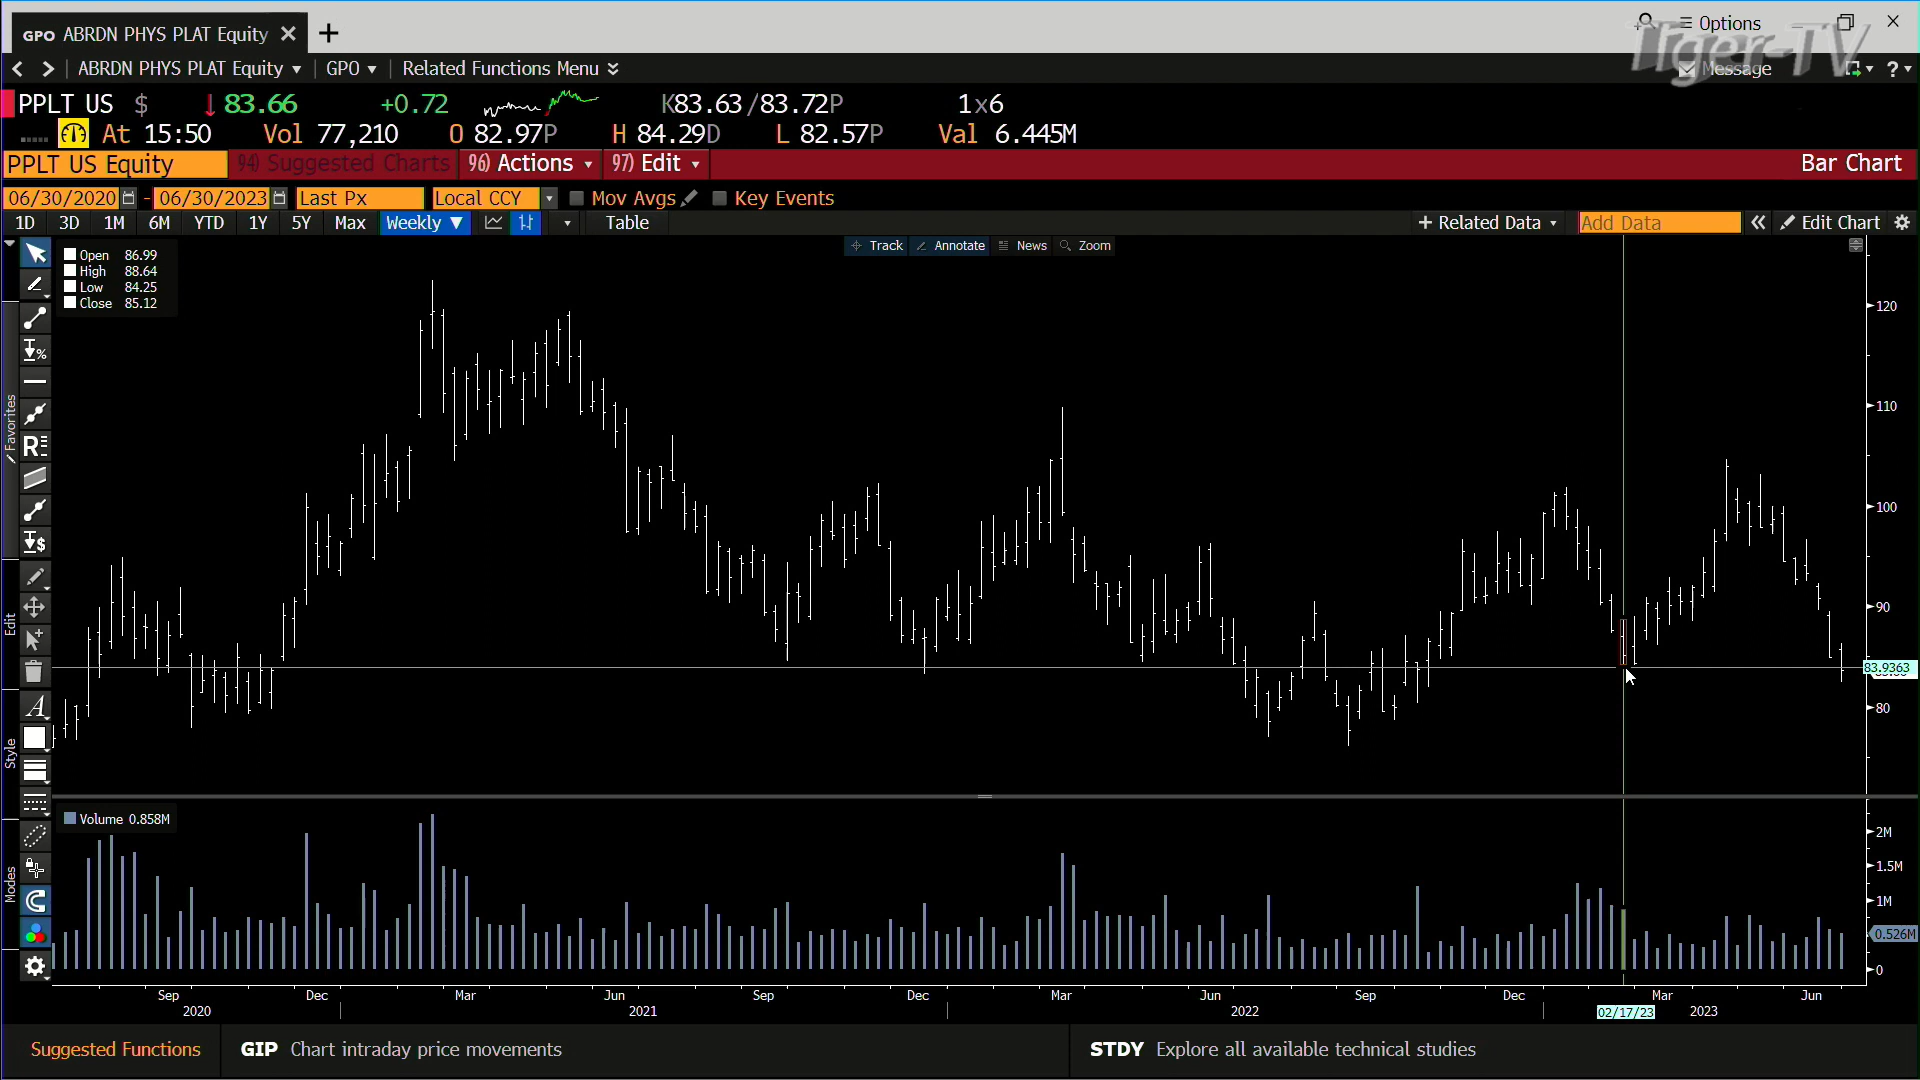 GPO ABRDN PHYS PLAT Equity
Options
Tiger-TV
ABRDN PHYS PLAT Equity GPO Related Functions Menu
Message ?
PPLT US $ 83.66 +0.72 K83.63/83.72P 1x6
At 15:50 Vol 77,210 O 82.97P H 84.29D L 82.57P Val 6.445M
PPLT US Equity 94) Suggested Charts 96) Actions 97) Edit Bar Chart
06/30/2020 - 06/30/2023 Last Px Local CCY Mov Avgs Key Events
1D 3D 1M 6M YTD 1Y 5Y Max Weekly Table + Related Data Add Data Edit Chart
Track Annotate News Zoom
Open 86.99
High 88.64
Low 84.25
Close 85.12
Favorites
Edit
Style
Modes
120
110
100
90
83.9363
80
Volume 0.858M
2M
1.5M
1M
0.526M
0
Sep Dec Mar Jun Sep Dec Mar Jun Sep Dec Mar Jun
2020 2021 2022 02/17/23 2023
Suggested Functions GIP Chart intraday price movements STDY Explore all available technical studies